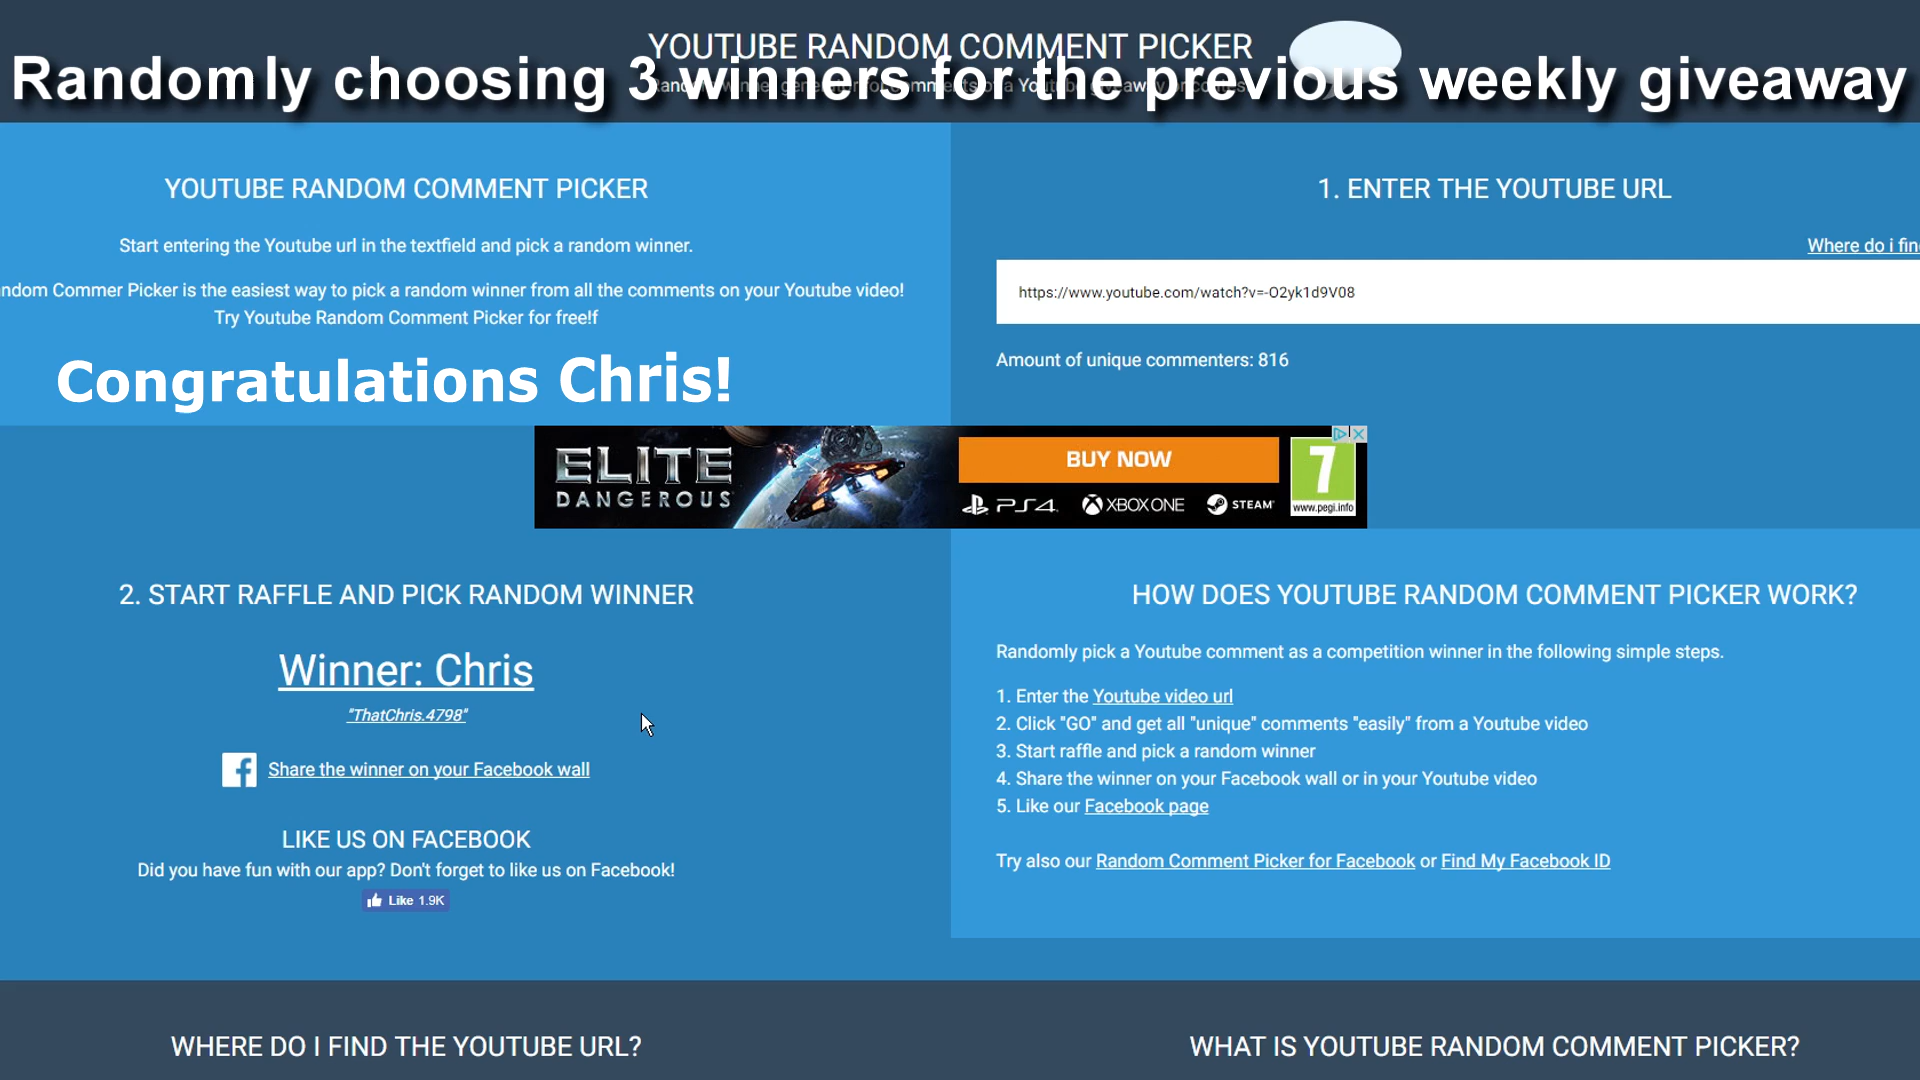 YOUTUBE RANDOM COMMENT PICKER
Randomly choosing 3 winners for the previous weekly giveaway
YOUTUBE RANDOM COMMENT PICKER
Start entering the Youtube url in the textfield and pick a random winner.
ndom Commer Picker is the easiest way to pick a random winner from all the comments on your Youtube video!
Try Youtube Random Comment Picker for free!f
Congratulations Chris!
1. ENTER THE YOUTUBE URL
Where do i fin
https://www.youtube.com/watch?v=-O2yk1d9V08
Amount of unique commenters: 816
ELITE
DANGEROUS
BUY NOW
PS4 XBOX ONE STEAM
7
www.pegi.info
2. START RAFFLE AND PICK RANDOM WINNER
Winner: Chris
"ThatChris.4798"
Share the winner on your Facebook wall
LIKE US ON FACEBOOK
Did you have fun with our app? Don't forget to like us on Facebook!
Like 1.9K
HOW DOES YOUTUBE RANDOM COMMENT PICKER WORK?
Randomly pick a Youtube comment as a competition winner in the following simple steps.
1. Enter the Youtube video url
2. Click "GO" and get all "unique" comments "easily" from a Youtube video
3. Start raffle and pick a random winner
4. Share the winner on your Facebook wall or in your Youtube video
5. Like our Facebook page
Try also our Random Comment Picker for Facebook or Find My Facebook ID
WHERE DO I FIND THE YOUTUBE URL?
WHAT IS YOUTUBE RANDOM COMMENT PICKER?